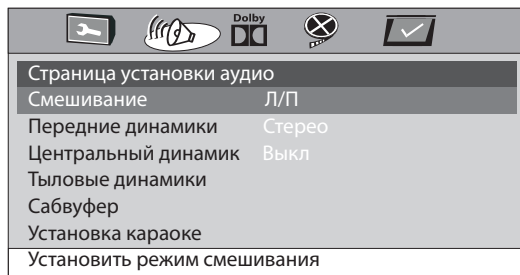 Dolby
Страница установки аудио
Смешивание Л/П
Передние динамики Стерео
Центральный динамик Выкл
Тыловые динамики
Сабвуфер
Установка караоке
Установить режим смешивания